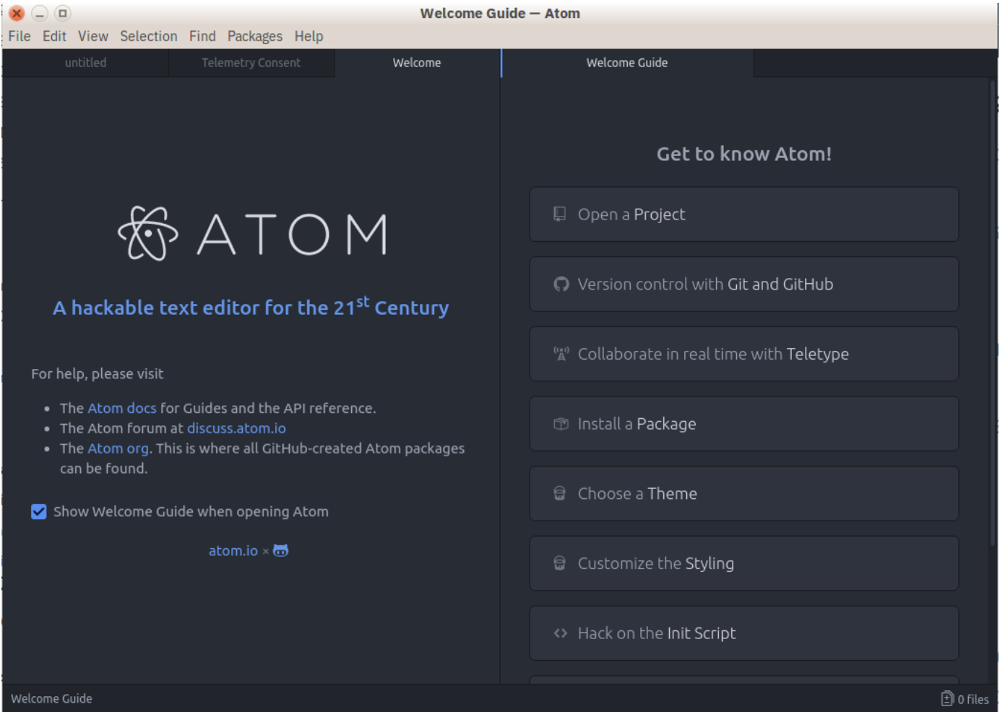 Welcome Guide — Atom
File Edit View Selection Find Packages Help
untitled Telemetry Consent Welcome Welcome Guide
ATOM
A hackable text editor for the 21st Century
For help, please visit
• The Atom docs for Guides and the API reference.
• The Atom forum at discuss.atom.io
• The Atom org. This is where all GitHub-created Atom packages
can be found.
Show Welcome Guide when opening Atom
atom.io ×
Get to know Atom!
Open a Project
Version control with Git and GitHub
Collaborate in real time with Teletype
Install a Package
Choose a Theme
Customize the Styling
Hack on the Init Script
Welcome Guide 0 files